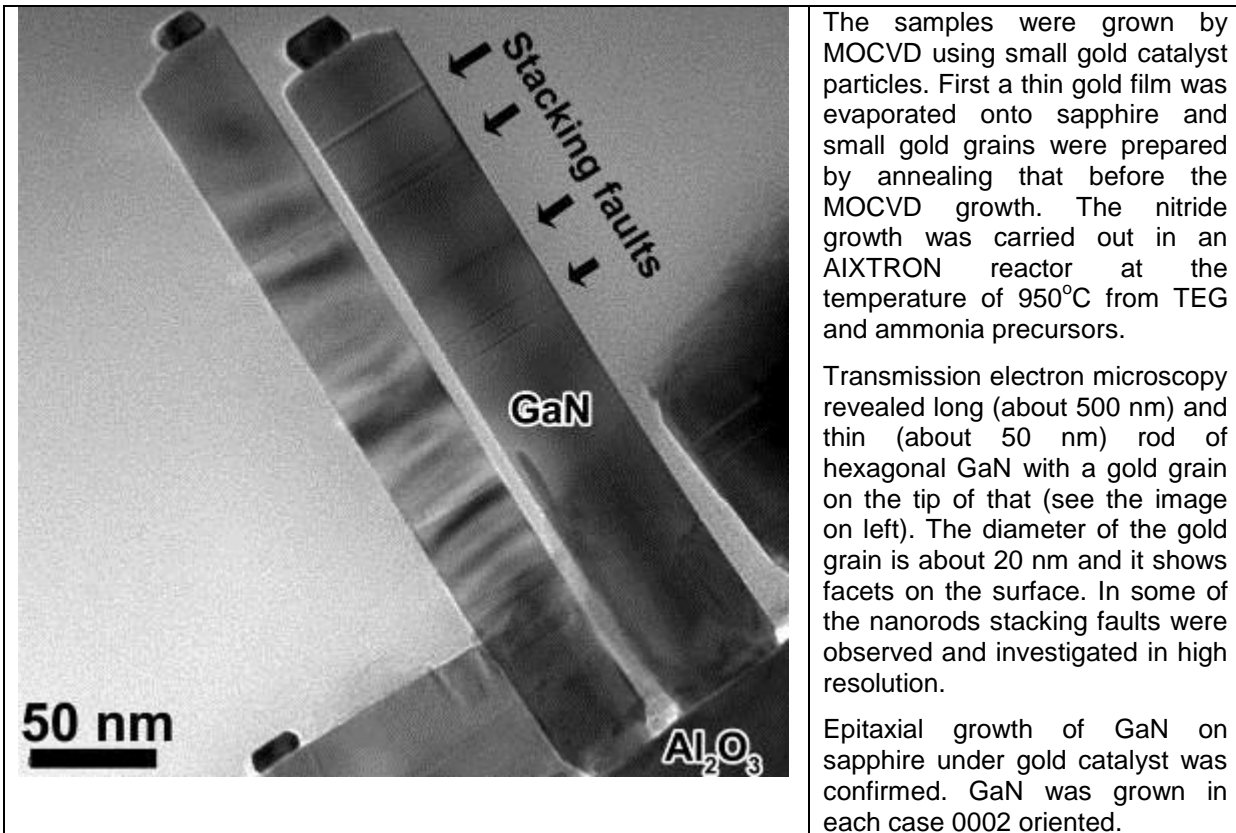 Stacking faults
GaN
50 nm
Al₂O₃
The samples were grown by
MOCVD using small gold catalyst
particles. First a thin gold film was
evaporated onto sapphire and
small gold grains were prepared
by annealing that before the
MOCVD growth. The nitride
growth was carried out in an
AIXTRON reactor at the
temperature of 950°C from TEG
and ammonia precursors.
Transmission electron microscopy
revealed long (about 500 nm) and
thin (about 50 nm) rod of
hexagonal GaN with a gold grain
on the tip of that (see the image
on left). The diameter of the gold
grain is about 20 nm and it shows
facets on the surface. In some of
the nanorods stacking faults were
observed and investigated in high
resolution.
Epitaxial growth of GaN on
sapphire under gold catalyst was
confirmed. GaN was grown in
each case 0002 oriented.